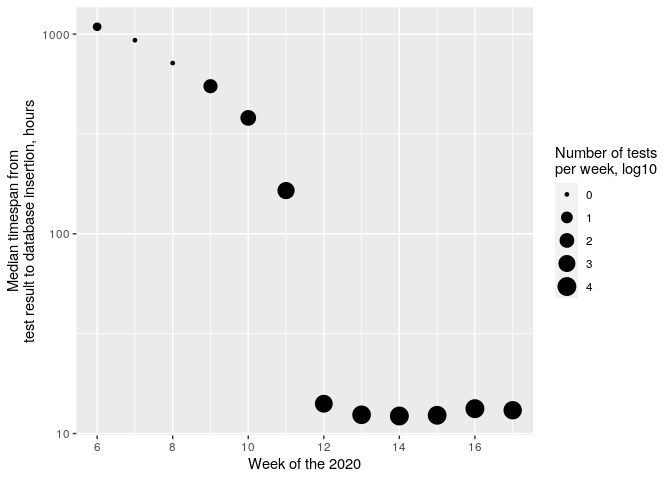 Median timespan from
test result to database insertion, hours
1000
100
10
6
8
10
12
14
16
Week of the 2020
Number of tests
per week, log10
0
1
2
3
4